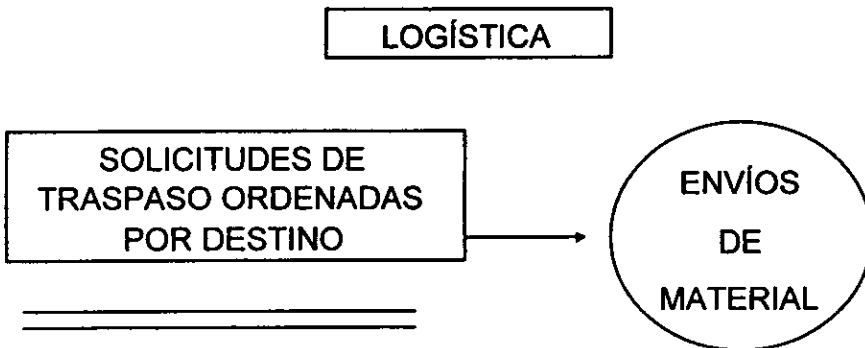 LOGÍSTICA
SOLICITUDES DE
TRASPASO ORDENADAS
POR DESTINO
ENVÍOS
DE
MATERIAL